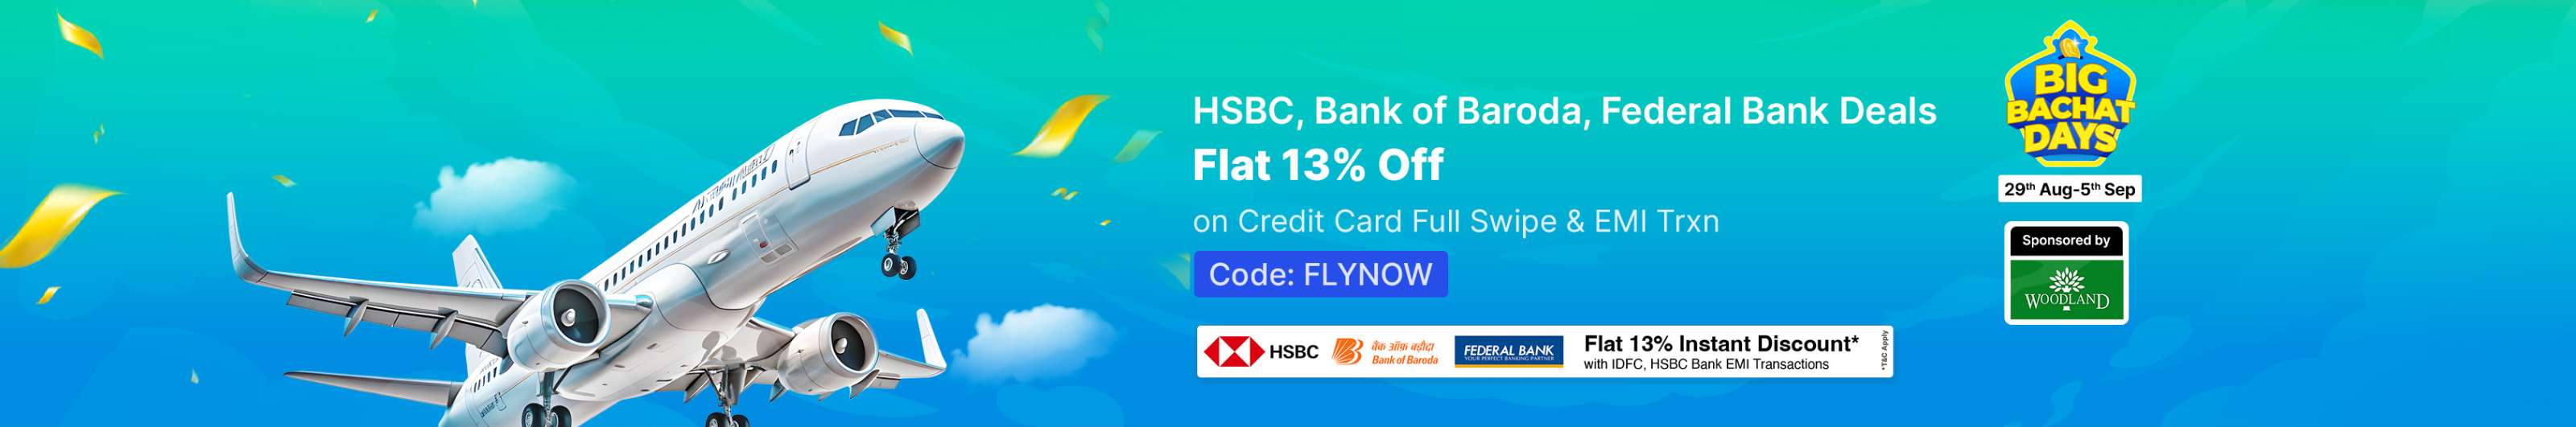 HSBC, Bank of Baroda, Federal Bank Deals
Flat 13% Off
on Credit Card Full Swipe & EMI Trxn
Code: FLYNOW
HSBC
बैंक ऑफ़ बड़ौदा
Bank of Baroda
FEDERAL BANK
YOUR PERFECT BANKING PARTNER
Flat 13% Instant Discount*
with IDFC, HSBC Bank EMI Transactions
*T&C Apply
BIG
BACHAT
DAYS
29th Aug-5th Sep
Sponsored by
WOODLAND